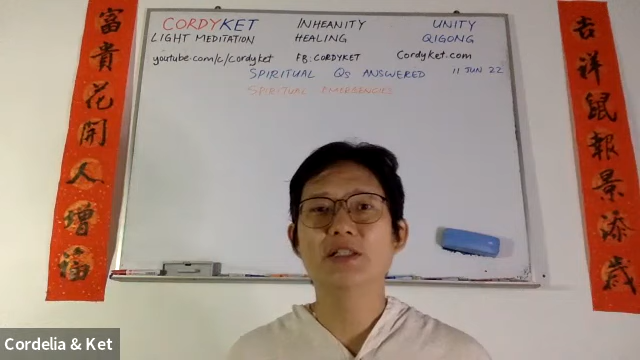 CORDYKET INHEANITY UNITY
LIGHT MEDITATION HEALING QIGONG
youtube.com/c/cordyket FB:CORDYKET Cordyket.com
SPIRITUAL Qs ANSWERED 11 JUN 22
SPIRITUAL EMERGENCIES
富貴花開人增福
吉祥鼠報景添歲
Cordelia & Ket